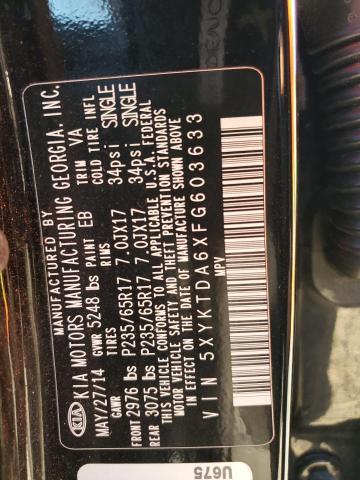 MANUFACTURED BY
KIA KIA MOTORS MANUFACTURING GEORGIA. INC.
MAY/27/14 GVWR 5248 lbs PAINT EB TRIM VA
GAWR TIRES RIMS COLD TIRE INFL
FRONT 2976 lbs P235/65R17 7.0JX17 34psi SINGLE
REAR 3075 lbs P235/65R17 7.0JX17 34psi SINGLE
THIS VEHICLE CONFORMS TO ALL APPLICABLE U.S.A. FEDERAL
MOTOR VEHICLE SAFETY STANDARDS
IN EFFECT ON THE DATE OF MANUFACTURE SHOWN ABOVE
VIN 5XYKTDA6XFG603633
MPV
U675